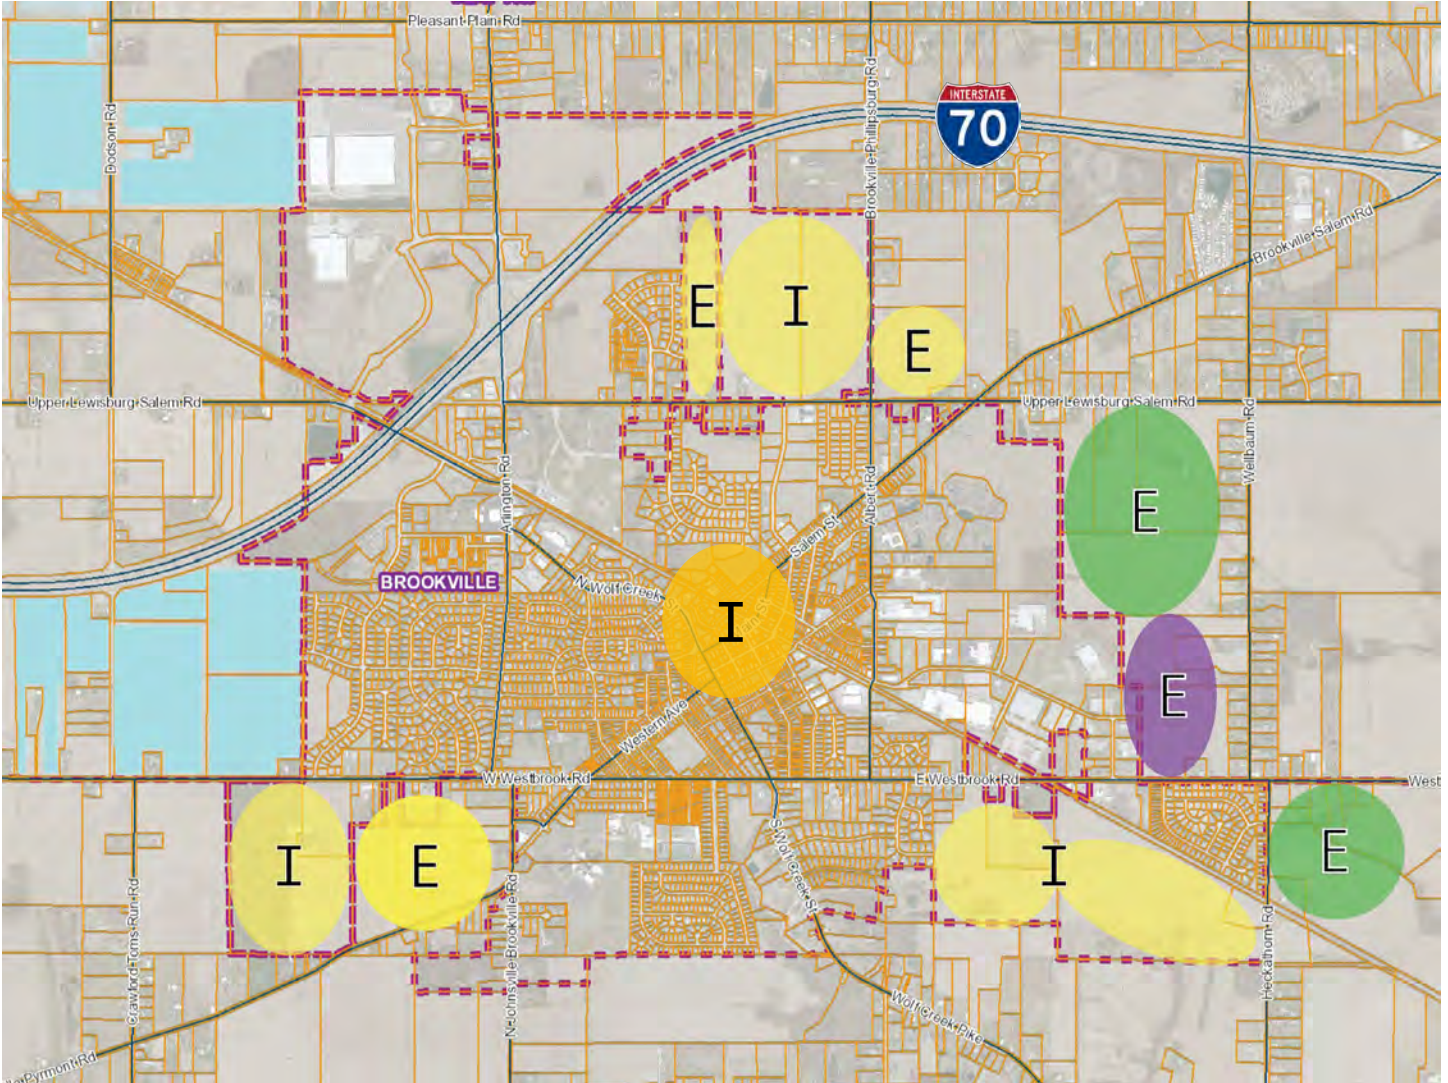 Pleasant Plain Rd
INTERSTATE
70
Dodson Rd
Brookville Phillipsburg Rd
Brookville Salem Rd
E
I
E
Upper Lewisburg Salem Rd
Upper Lewisburg Salem Rd
Wellbaum Rd
Arlington Rd
Albert Rd
Salem St
E
BROOKVILLE
N Wolf Creek St
I
Western Ave
E
W Westbrook Rd
E Westbrook Rd
West
I
E
S Wolf Creek St
I
E
Crawford Toms Run Rd
N Johnsville Brookville Rd
Heckathorn Rd
Wolf Creek Pike
Pyrmont Rd